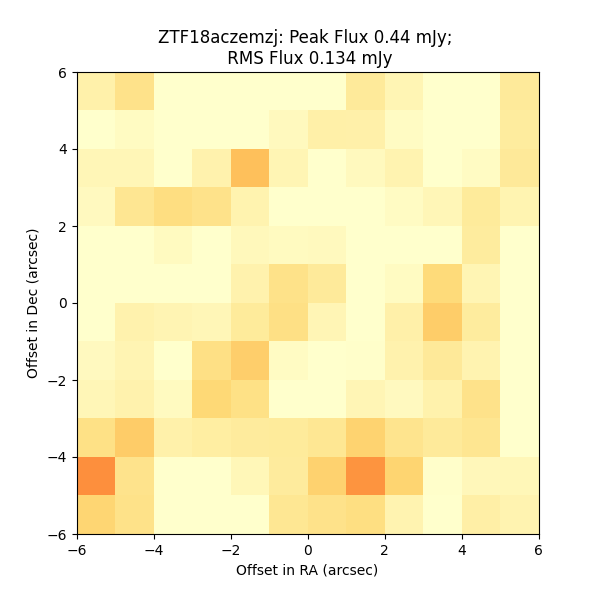 ZTF18aczemzj: Peak Flux 0.44 mJy;
RMS Flux 0.134 mJy
6
4
2
0
−2
−4
−6
Offset in Dec (arcsec)
−6 −4 −2 0 2 4 6
Offset in RA (arcsec)